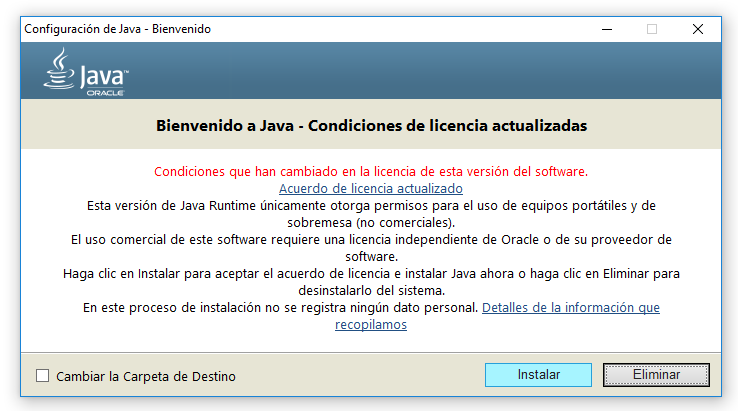 Configuración de Java - Bienvenido
Java™
ORACLE
Bienvenido a Java - Condiciones de licencia actualizadas
Condiciones que han cambiado en la licencia de esta versión del software.
Acuerdo de licencia actualizado
Esta versión de Java Runtime únicamente otorga permisos para el uso de equipos portátiles y de
sobremesa (no comerciales).
El uso comercial de este software requiere una licencia independiente de Oracle o de su proveedor de
software.
Haga clic en Instalar para aceptar el acuerdo de licencia e instalar Java ahora o haga clic en Eliminar para
desinstalarlo del sistema.
En este proceso de instalación no se registra ningún dato personal. Detalles de la información que
recopilamos
Cambiar la Carpeta de Destino
Instalar
Eliminar